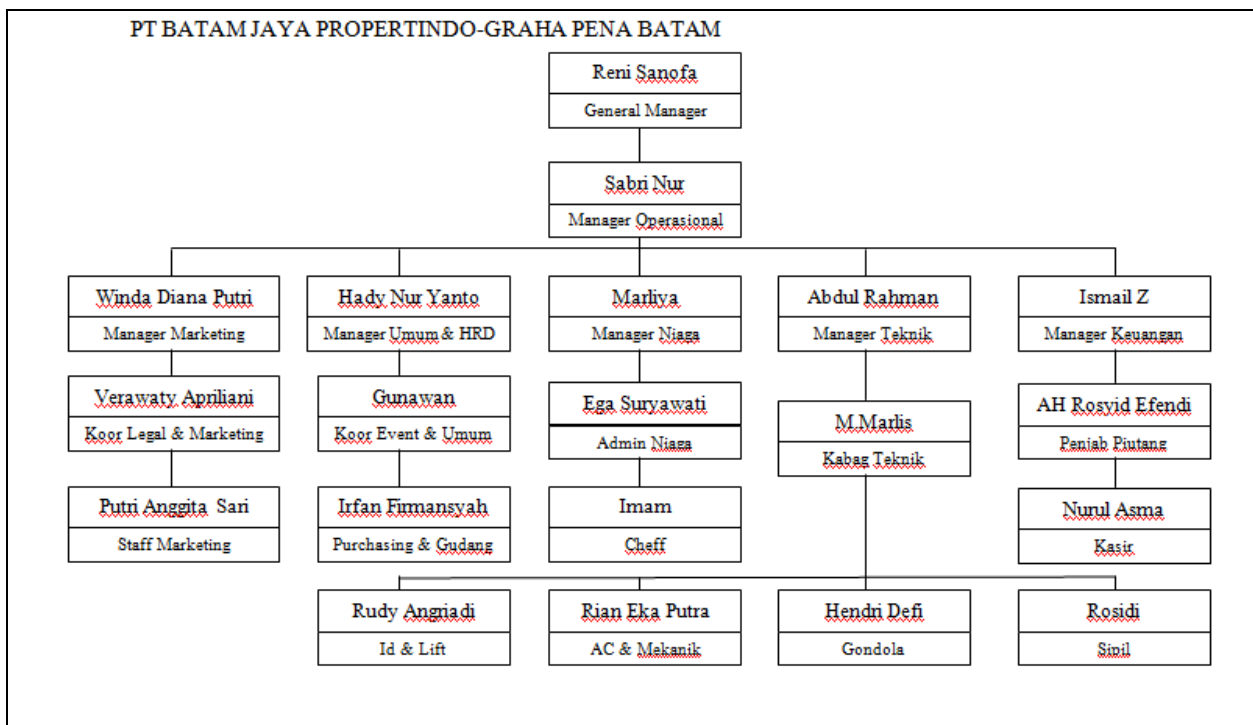 PT BATAM JAYA PROPERTINDO-GRAHA PENA BATAM
Reni Sanofa
General Manager
Sabri Nur
Manager Operasional
Winda Diana Putri
Manager Marketing
Hady Nur Yanto
Manager Umum & HRD
Marliya
Manager Niaga
Abdul Rahman
Manager Teknik
Ismail Z
Manager Keuangan
Verawaty Apriliani
Koor Legal & Marketing
Gunawan
Koor Event & Umum
Ega Suryawati
Admin Niaga
M.Marlis
Kabag Teknik
AH Rosyid Efendi
Penjab Piutang
Putri Anggita Sari
Staff Marketing
Irfan Firmansyah
Purchasing & Gudang
Imam
Cheff
Nurul Asma
Kasir
Rudy Angriadi
Id & Lift
Rian Eka Putra
AC & Mekanik
Hendri Defi
Gondola
Rosidi
Sipil